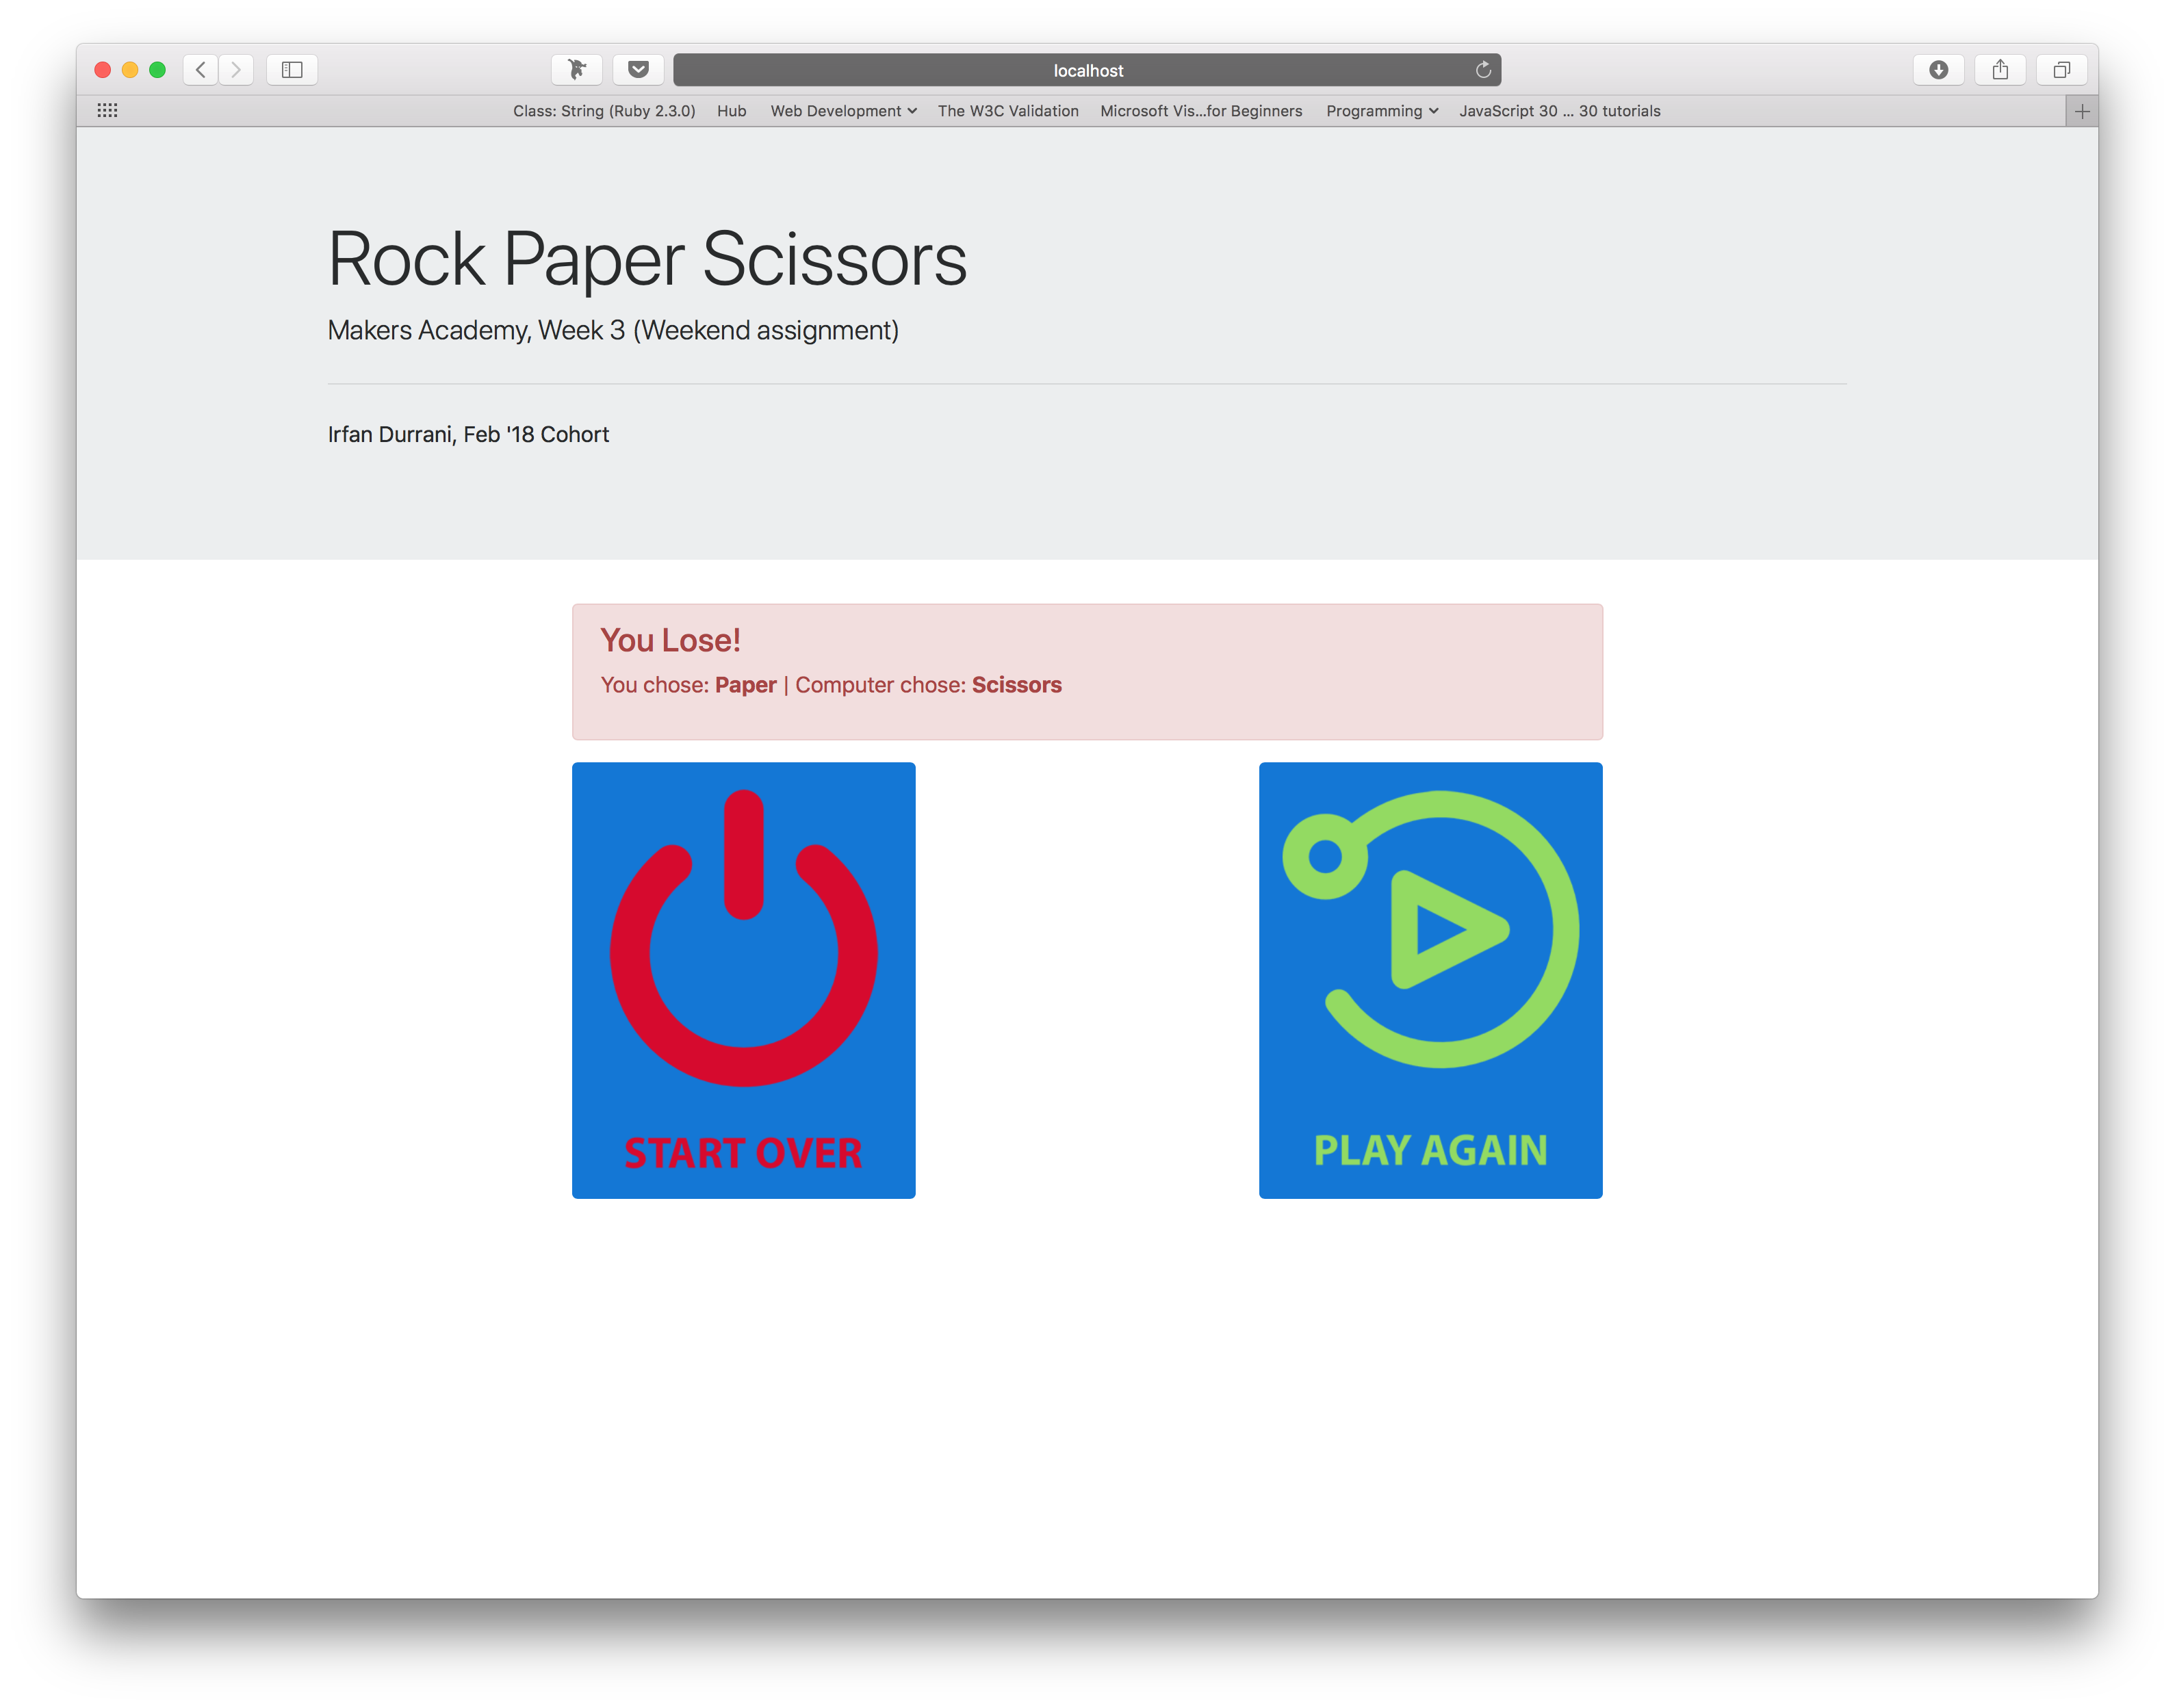 localhost
Class: String (Ruby 2.3.0) Hub Web Development The W3C Validation Microsoft Vis...for Beginners Programming JavaScript 30 ... 30 tutorials
Rock Paper Scissors
Makers Academy, Week 3 (Weekend assignment)
Irfan Durrani, Feb '18 Cohort
You Lose!
You chose: Paper | Computer chose: Scissors
START OVER
PLAY AGAIN